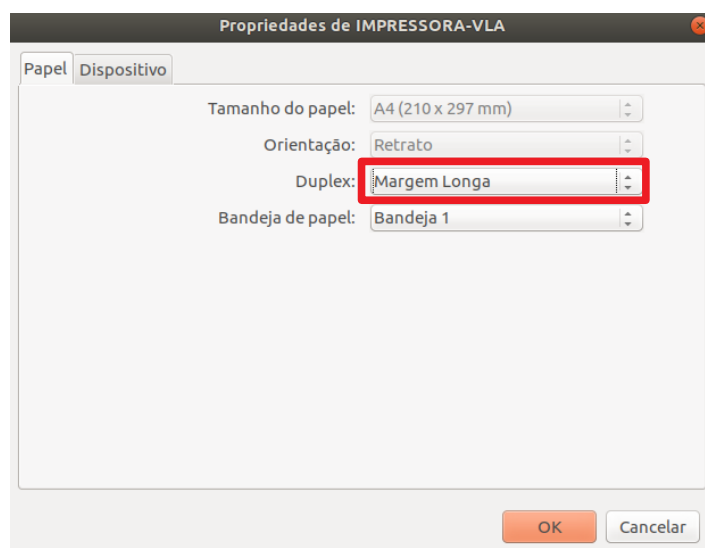 Propriedades de IMPRESSORA-VLA
Papel Dispositivo
Tamanho do papel: A4 (210 x 297 mm)
Orientação: Retrato
Duplex: Margem Longa
Bandeja de papel: Bandeja 1
OK Cancelar